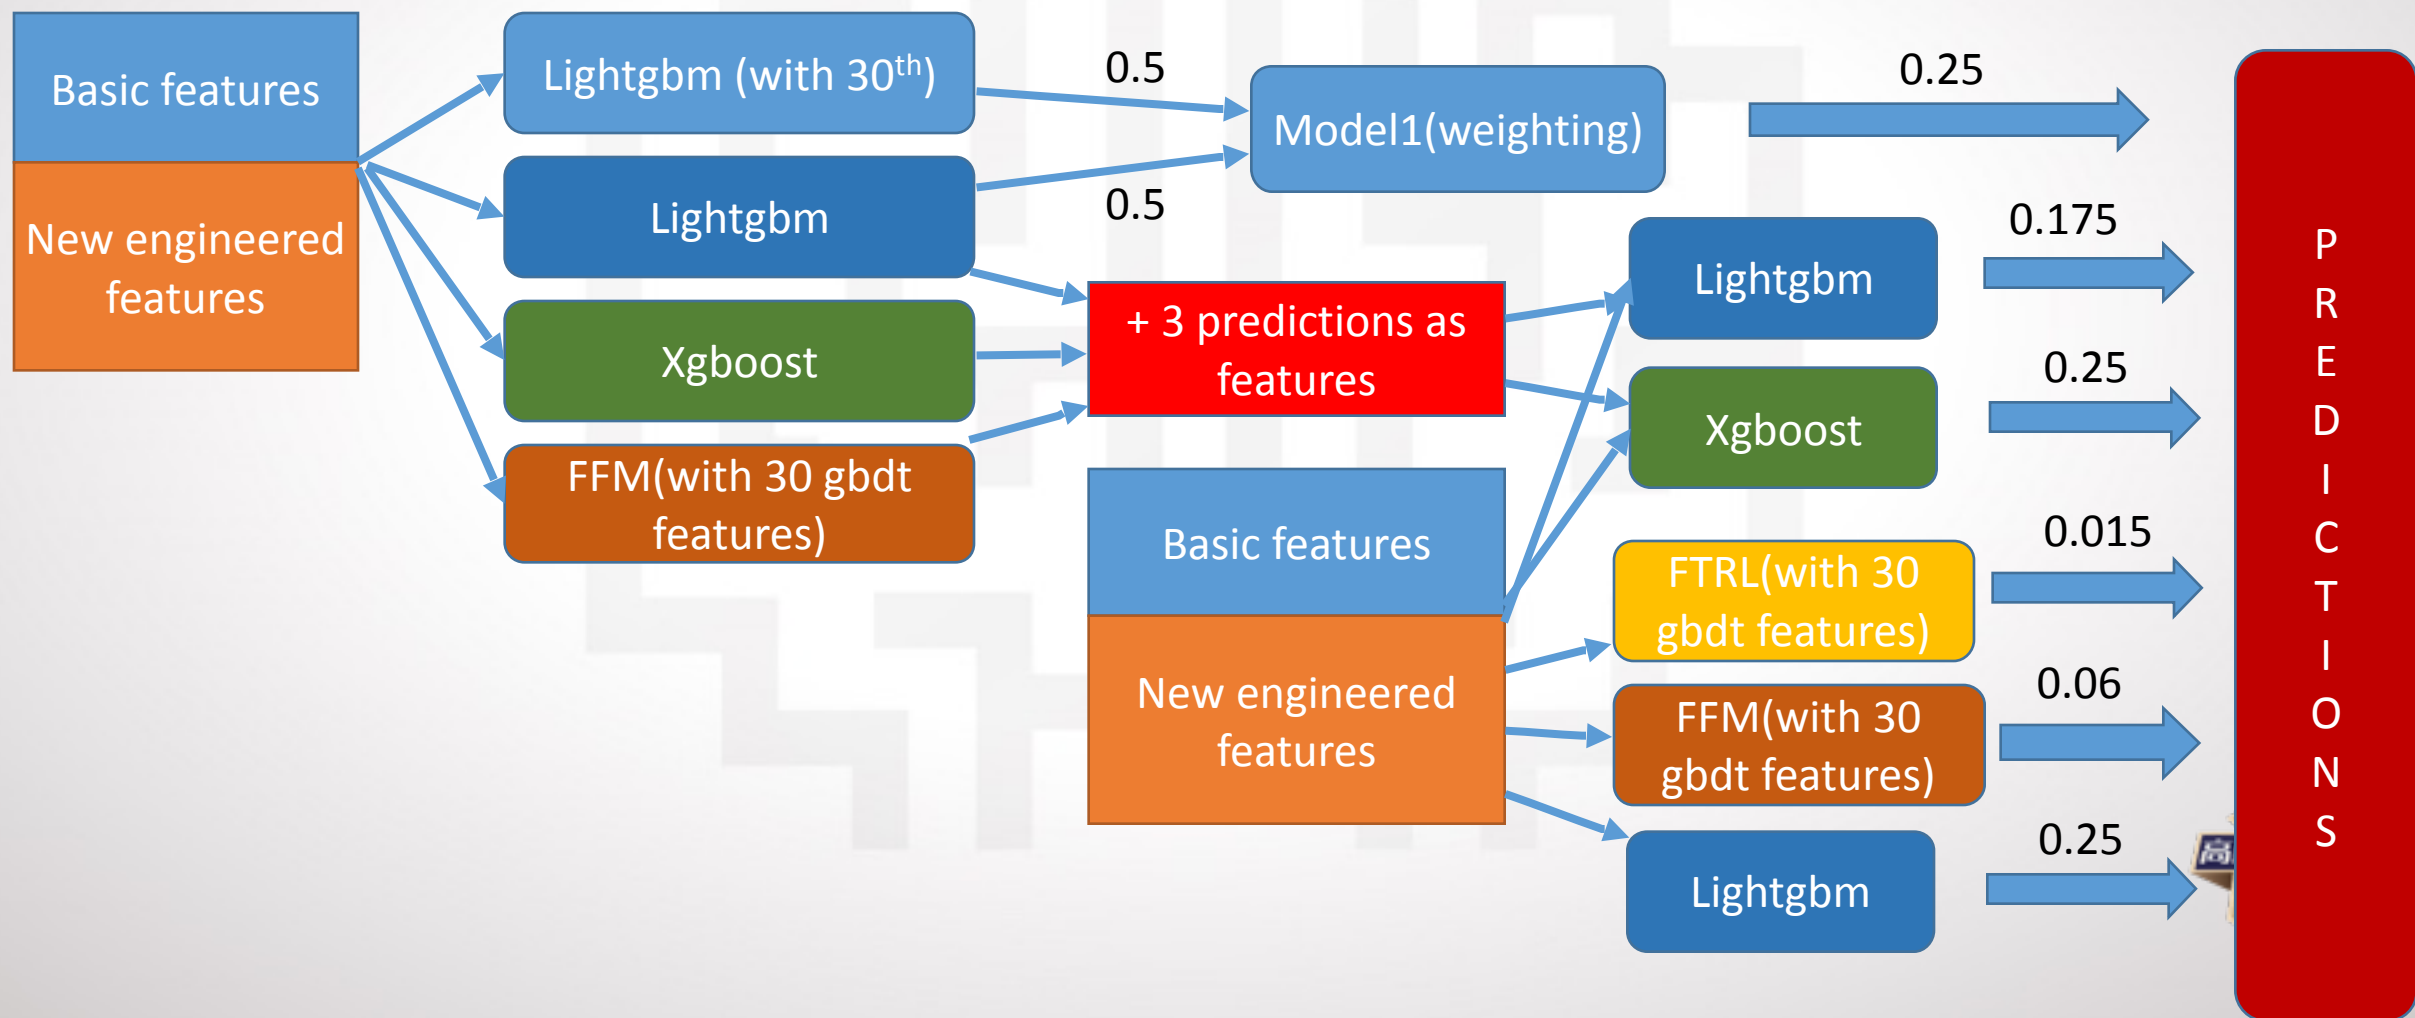 Basic features
New engineered
features
Lightgbm (with 30th)
Lightgbm
Xgboost
FFM(with 30 gbdt
features)
0.5
0.5
Model1(weighting)
+ 3 predictions as
features
Basic features
New engineered
features
Lightgbm
Xgboost
FTRL(with 30
gbdt features)
FFM(with 30
gbdt features)
Lightgbm
0.25
0.175
0.25
0.015
0.06
0.25
高
P
R
E
D
I
C
T
I
O
N
S